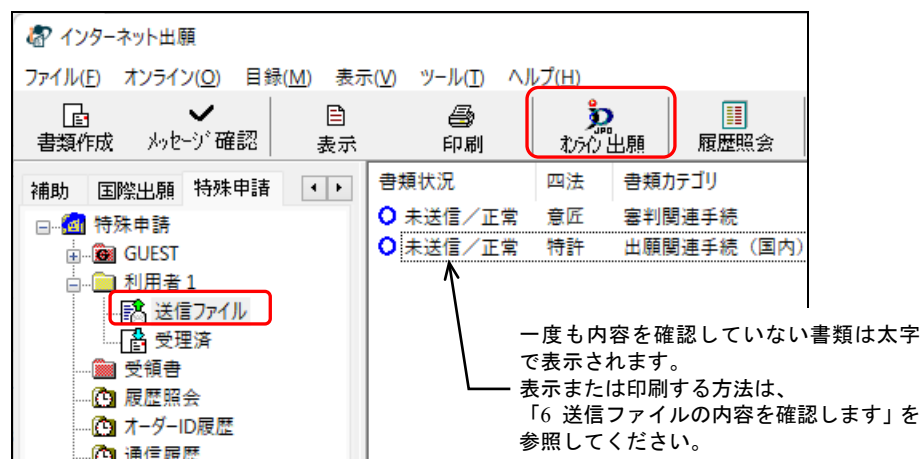 インターネット出願
ファイル(F) オンライン(O) 目録(M) 表示(V) ツール(T) ヘルプ(H)
書類作成 メッセージ確認 表示 印刷 オンライン出願 履歴照会
JPO
補助 国際出願 特殊申請
書類状況 四法 書類カテゴリ
未送信／正常 意匠 審判関連手続
未送信／正常 特許 出願関連手続（国内）
特殊申請
GUEST
利用者1
送信ファイル
受理済
受領書
履歴照会
オーダーID履歴
通信履歴
一度も内容を確認していない書類は太字
で表示されます。
表示または印刷する方法は、
「6 送信ファイルの内容を確認します」を
参照してください。